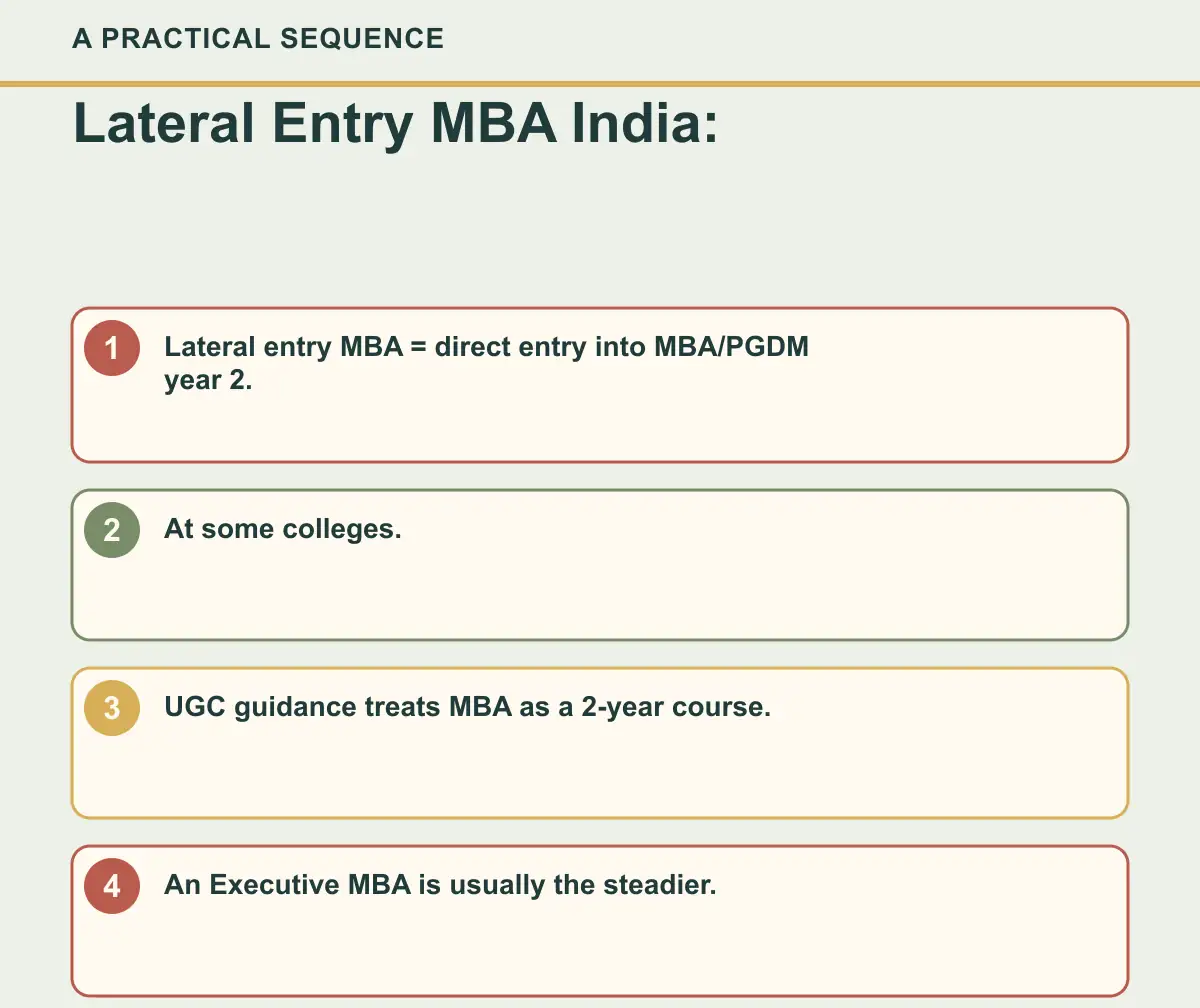 A PRACTICAL SEQUENCE
Lateral Entry MBA India:
1
Lateral entry MBA = direct entry into MBA/PGDM
year 2.
2
At some colleges.
3
UGC guidance treats MBA as a 2-year course.
4
An Executive MBA is usually the steadier.